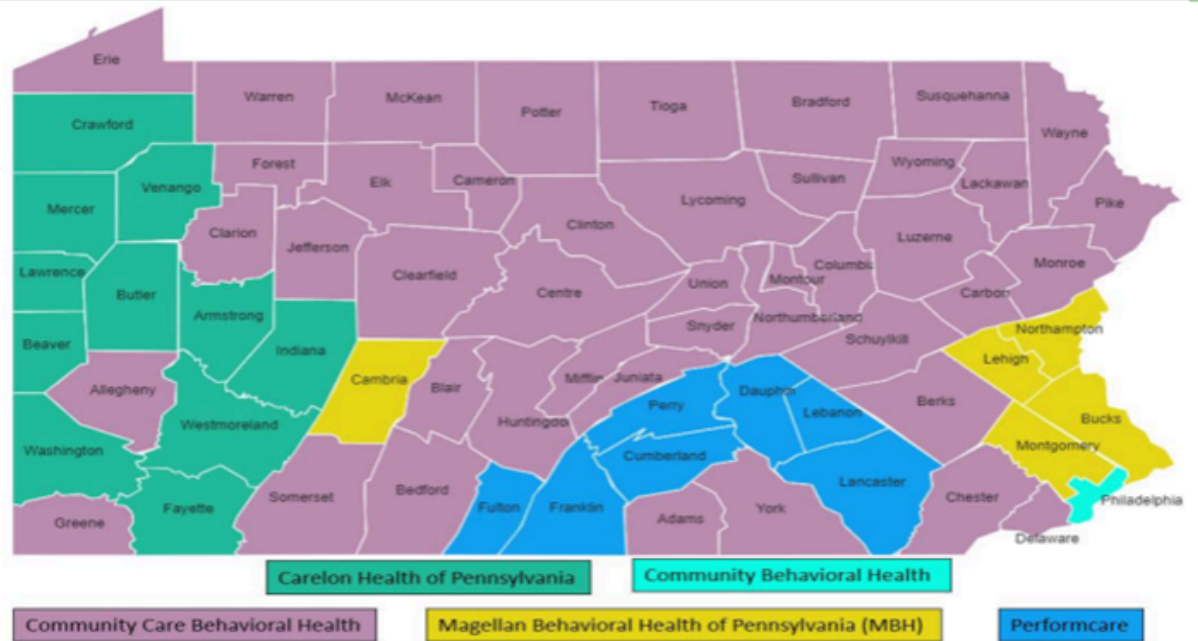 Erie
Warren
McKean
Potter
Tioga
Bradford
Susquehanna
Wayne
Crawford
Forest
Wyoming
Venango
Elk
Cameron
Sullivan
Lackawan
Mercer
Lycoming
Pike
Clarion
Clinton
Jefferson
Luzerne
Lawrence
Clearfield
Columbi
Monroe
Butler
Centre
Union
Montour
Carbon
Armstrong
Northumberland
Northampton
Beaver
Indiana
Snyder
Schuylkill
Lehigh
Allegheny
Cambria
Blair
Mifflin
Juniata
Dauphin
Perry
Lebanon
Berks
Bucks
Westmoreland
Huntingdo
Montgomery
Washington
Cumberland
Fayette
Somerset
Bedford
Fulton
Franklin
Lancaster
Chester
Philadelphia
Greene
Adams
York
Delaware
Carelon Health of Pennsylvania
Community Behavioral Health
Community Care Behavioral Health
Magellan Behavioral Health of Pennsylvania (MBH)
Performcare